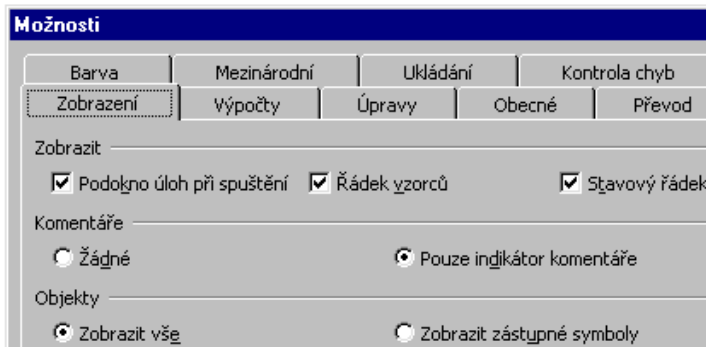 Možnosti
Barva Mezinárodní Ukládání Kontrola chyb
Zobrazení Výpočty Úpravy Obecné Převod
Zobrazit
Podokno úloh při spuštění Řádek vzorců Stavový řádek
Komentáře
Žádné Pouze indikátor komentáře
Objekty
Zobrazit vše Zobrazit zástupné symboly